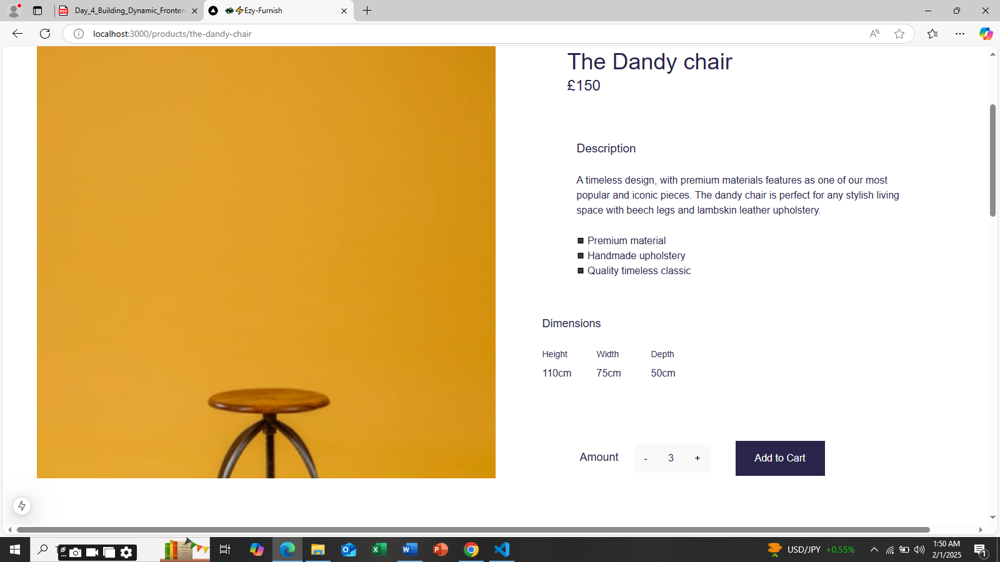 Day_4_Building_Dynamic_Fronten
Ezy-Furnish
localhost:3000/products/the-dandy-chair
The Dandy chair
£150
Description
A timeless design, with premium materials features as one of our most
popular and iconic pieces. The dandy chair is perfect for any stylish living
space with beech legs and lambskin leather upholstery.
Premium material
Handmade upholstery
Quality timeless classic
Dimensions
Height Width Depth
110cm 75cm 50cm
Amount - 3 + Add to Cart
USD/JPY +0.55%
1:50 AM
2/1/2025
1